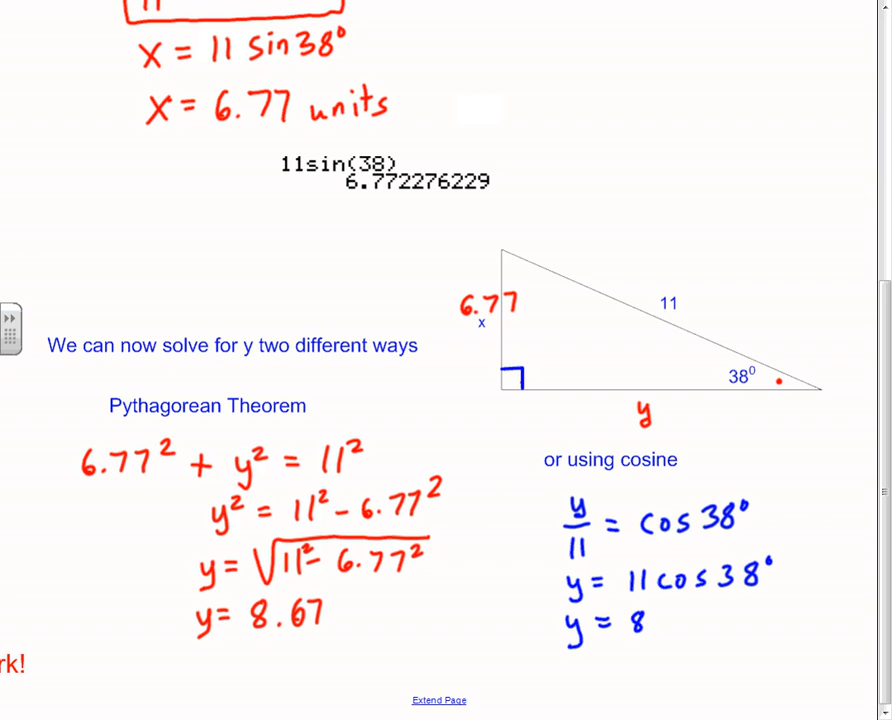 11
x = 11 sin 38°
x = 6.77 units
11sin(38)
6.772276229
6.77
x
11
38⁰
y
We can now solve for y two different ways
Pythagorean Theorem
6.77² + y² = 11²
y² = 11² - 6.77²
y = √11² - 6.77²
y = 8.67
or using cosine
y/11 = cos 38°
y = 11 cos 38°
y = 8
rk!
Extend Page